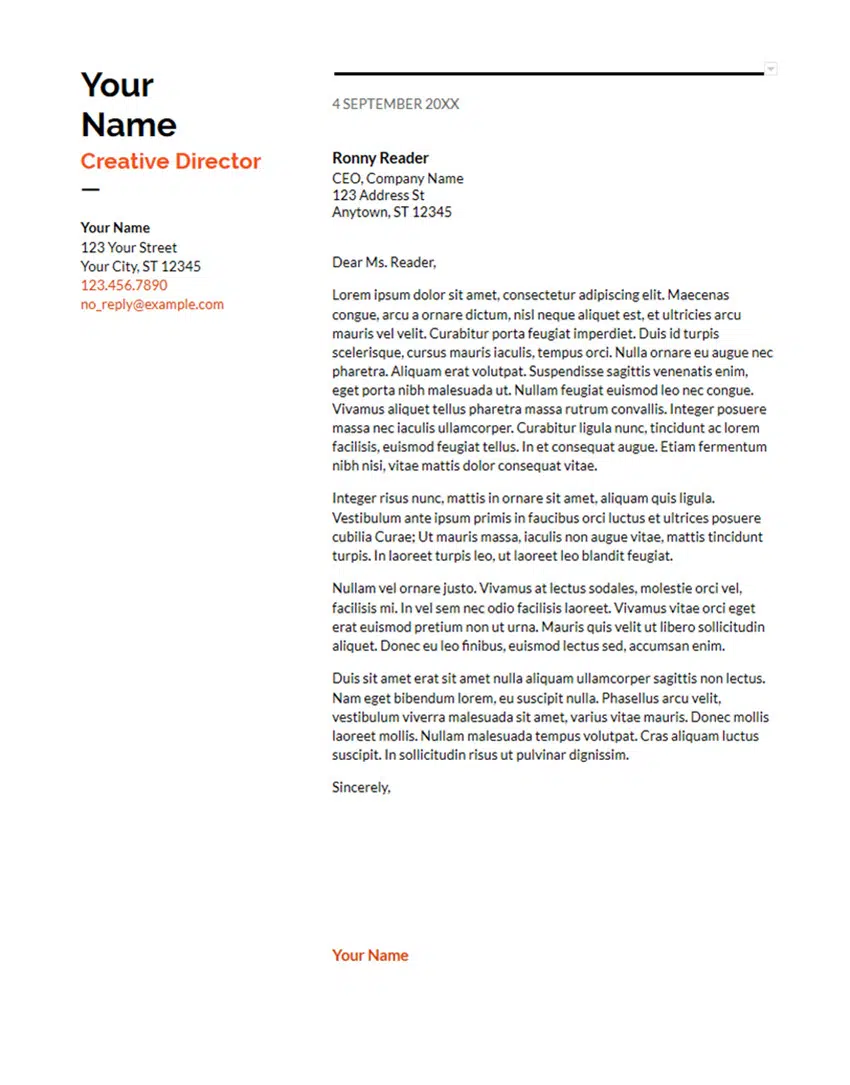 Your
Name
Creative Director
—
Your Name
123 Your Street
Your City, ST 12345
123.456.7890
no_reply@example.com
4 SEPTEMBER 20XX
Ronny Reader
CEO, Company Name
123 Address St
Anytown, ST 12345
Dear Ms. Reader,
Lorem ipsum dolor sit amet, consectetur adipiscing elit. Maecenas
congue, arcu a ornare dictum, nisl neque aliquet est, et ultricies arcu
mauris vel velit. Curabitur porta feugiat imperdiet. Duis id turpis
scelerisque, cursus mauris iaculis, tempus orci. Nulla ornare eu augue nec
pharetra. Aliquam erat volutpat. Suspendisse sagittis venenatis enim,
eget porta nibh malesuada ut. Nullam feugiat euismod leo nec congue.
Vivamus aliquet tellus pharetra massa rutrum convallis. Integer posuere
massa nec iaculis ullamcorper. Curabitur ligula nunc, tincidunt ac lorem
facilisis, euismod feugiat tellus. In et consequat augue. Etiam fermentum
nibh nisi, vitae mattis dolor consequat vitae.
Integer risus nunc, mattis in ornare sit amet, aliquam quis ligula.
Vestibulum ante ipsum primis in faucibus orci luctus et ultrices posuere
cubilia Curae; Ut mauris massa, iaculis non augue vitae, mattis tincidunt
turpis. In laoreet turpis leo, ut laoreet leo blandit feugiat.
Nullam vel ornare justo. Vivamus at lectus sodales, molestie orci vel,
facilisis mi. In vel sem nec odio facilisis laoreet. Vivamus vitae orci eget
erat euismod pretium non ut urna. Mauris quis velit ut libero sollicitudin
aliquet. Donec eu leo finibus, euismod lectus sed, accumsan enim.
Duis sit amet erat sit amet nulla aliquam ullamcorper sagittis non lectus.
Nam eget bibendum lorem, eu suscipit nulla. Phasellus arcu velit,
vestibulum viverra malesuada sit amet, varius vitae mauris. Donec mollis
laoreet mollis. Nullam malesuada tempus volutpat. Cras aliquam luctus
suscipit. In sollicitudin risus ut pulvinar dignissim.
Sincerely,
Your Name